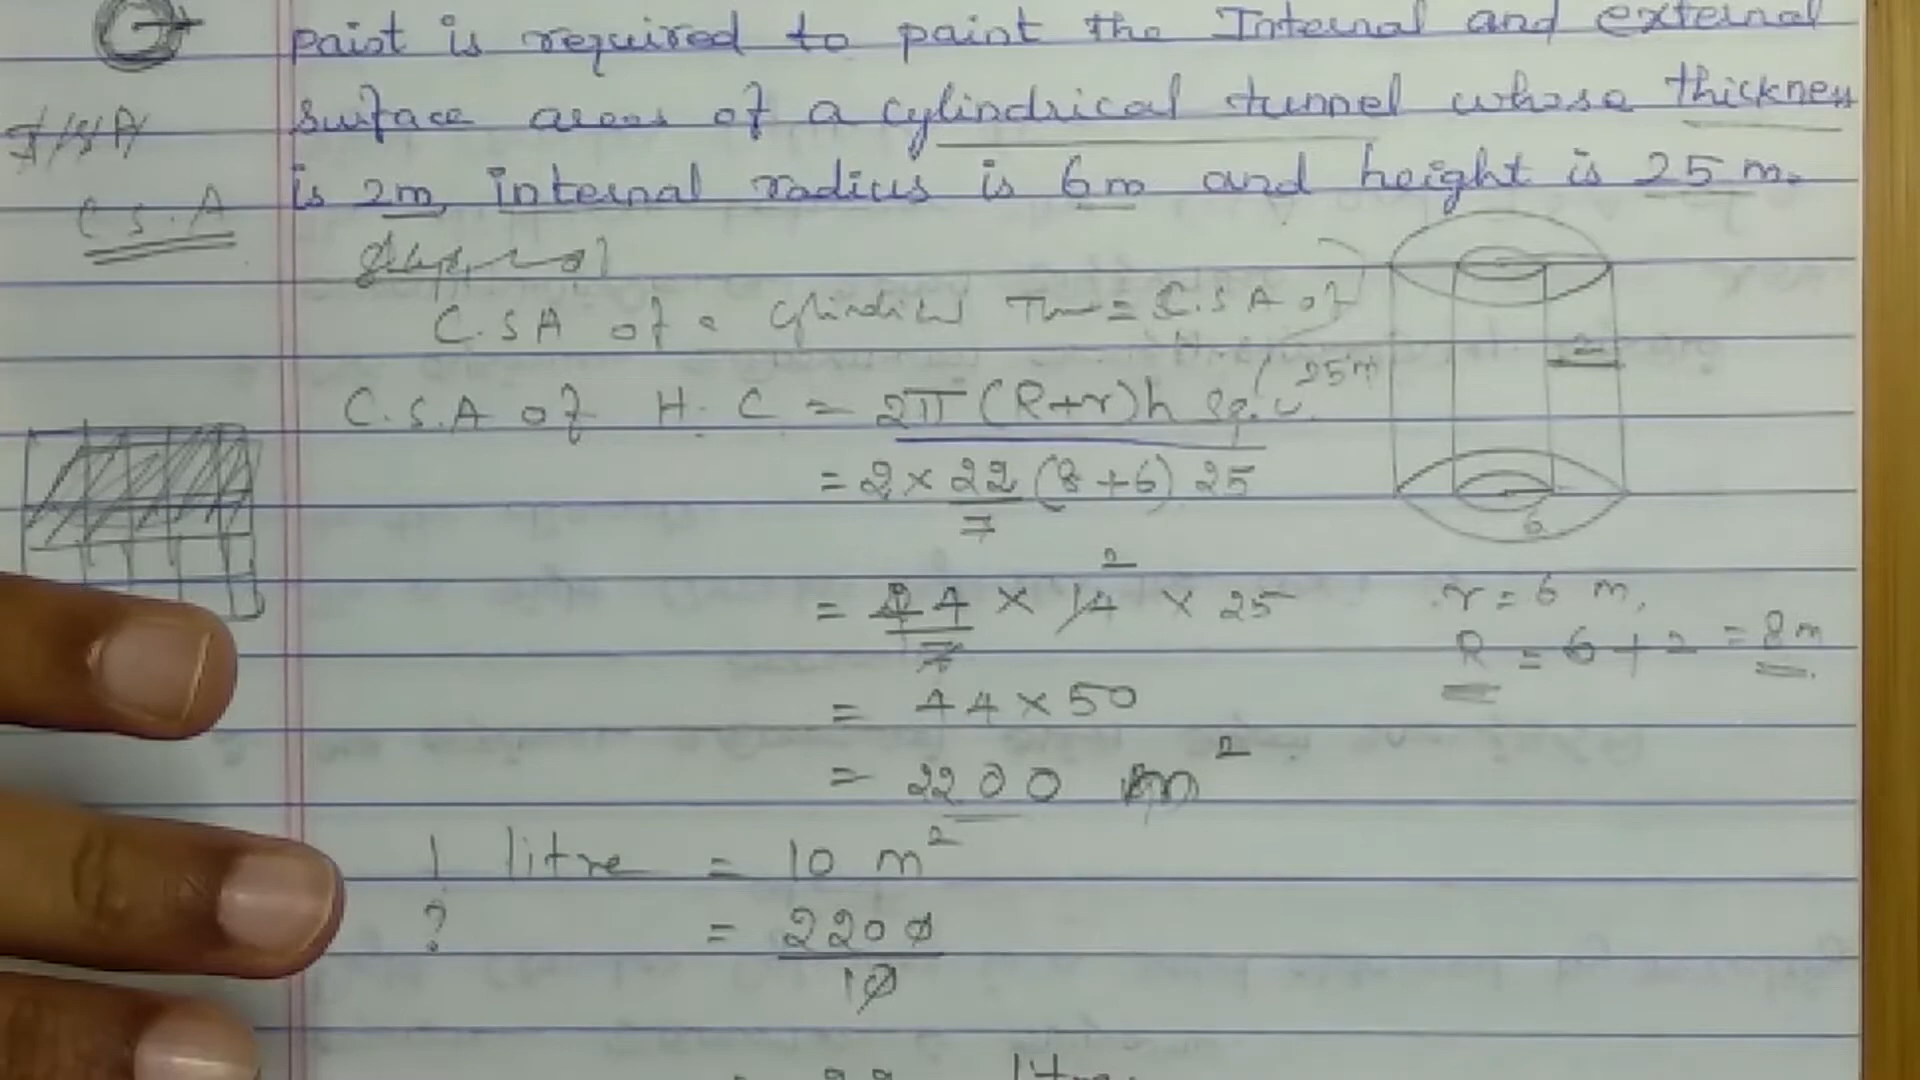 paint is required to paint the Internal and external
surface areas of a cylindrical tunnel whose thickness
is 2m, internal radius is 6m and height is 25 m.
C.S.A
C.S.A of a cylindrical = C.S.A of
25m
2
C.S.A of H.C = 2π(R+r)h sq.u.
= 2 × 22/7 (8+6) 25
6
= 44/7 × 14 2 × 25
r = 6 m,
R = 6+2 = 8m
= 44×50
= 2200 m²
1 litre = 10 m²
? = 2200/10